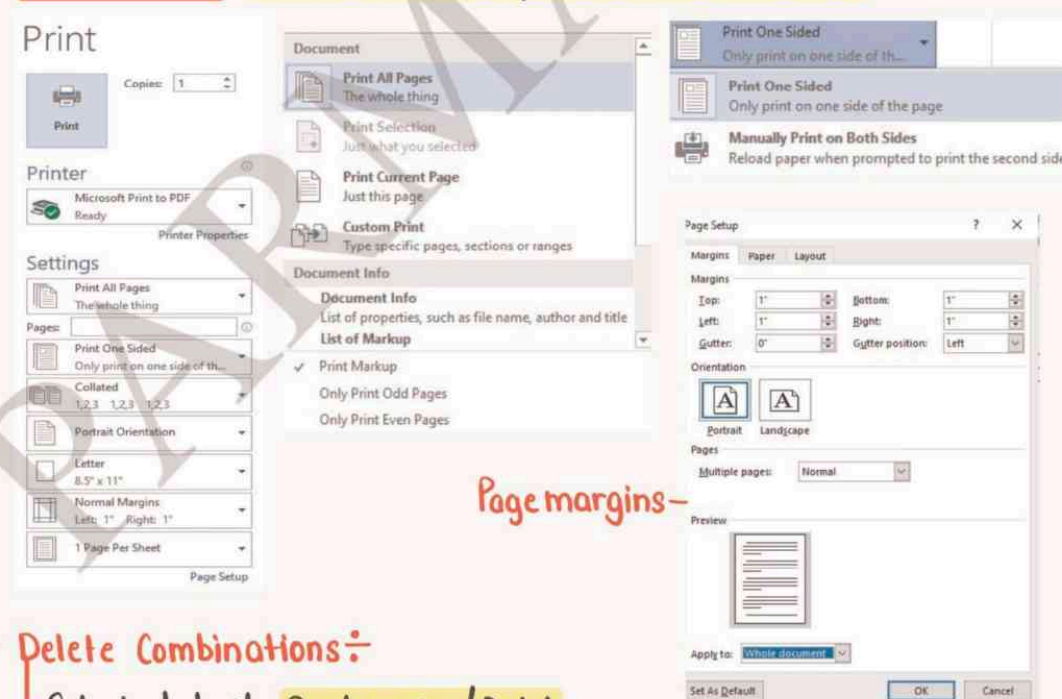 Print
Copies: 1
Print
Printer
Microsoft Print to PDF
Ready
Printer Properties
Settings
Print All Pages
The whole thing
Pages:
Print One Sided
Only print on one side of th...
Collated
1,2,3 1,2,3 1,2,3
Portrait Orientation
Letter
8.5" x 11"
Normal Margins
Left: 1" Right: 1"
1 Page Per Sheet
Page Setup
Document
Print All Pages
The whole thing
Print Selection
Just what you selected
Print Current Page
Just this page
Custom Print
Type specific pages, sections or ranges
Document Info
Document Info
List of properties, such as file name, author and title
List of Markup
✓ Print Markup
Only Print Odd Pages
Only Print Even Pages
Print One Sided
Only print on one side of th...
Print One Sided
Only print on one side of the page
Manually Print on Both Sides
Reload paper when prompted to print the second side
Page margins-
Page Setup ? X
Margins Paper Layout
Margins
Top: 1" Bottom: 1"
Left: 1" Right: 1"
Gutter: 0" Gutter position: Left
Orientation
A A
Portrait Landscape
Pages
Multiple pages: Normal
Preview
Apply to: Whole document
Set As Default OK Cancel
Delete Combinations÷
PARMA